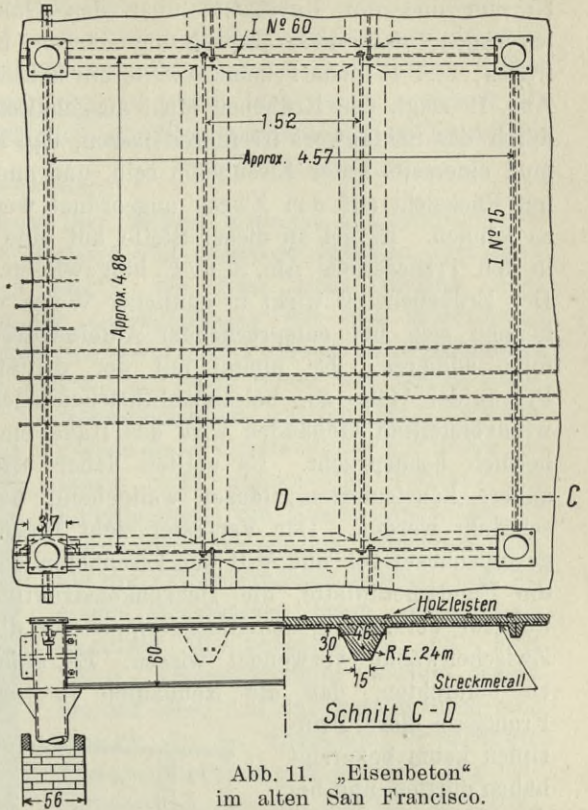 I Nº 60
1.52
Approx. 4.57
I Nº 15
Approx. 4.88
D
C
37
Holzleisten
30
46
60
R.E. 24m
15
Streckmetall
Schnitt C-D
56
Abb. 11. „Eisenbeton“
im alten San Francisco.